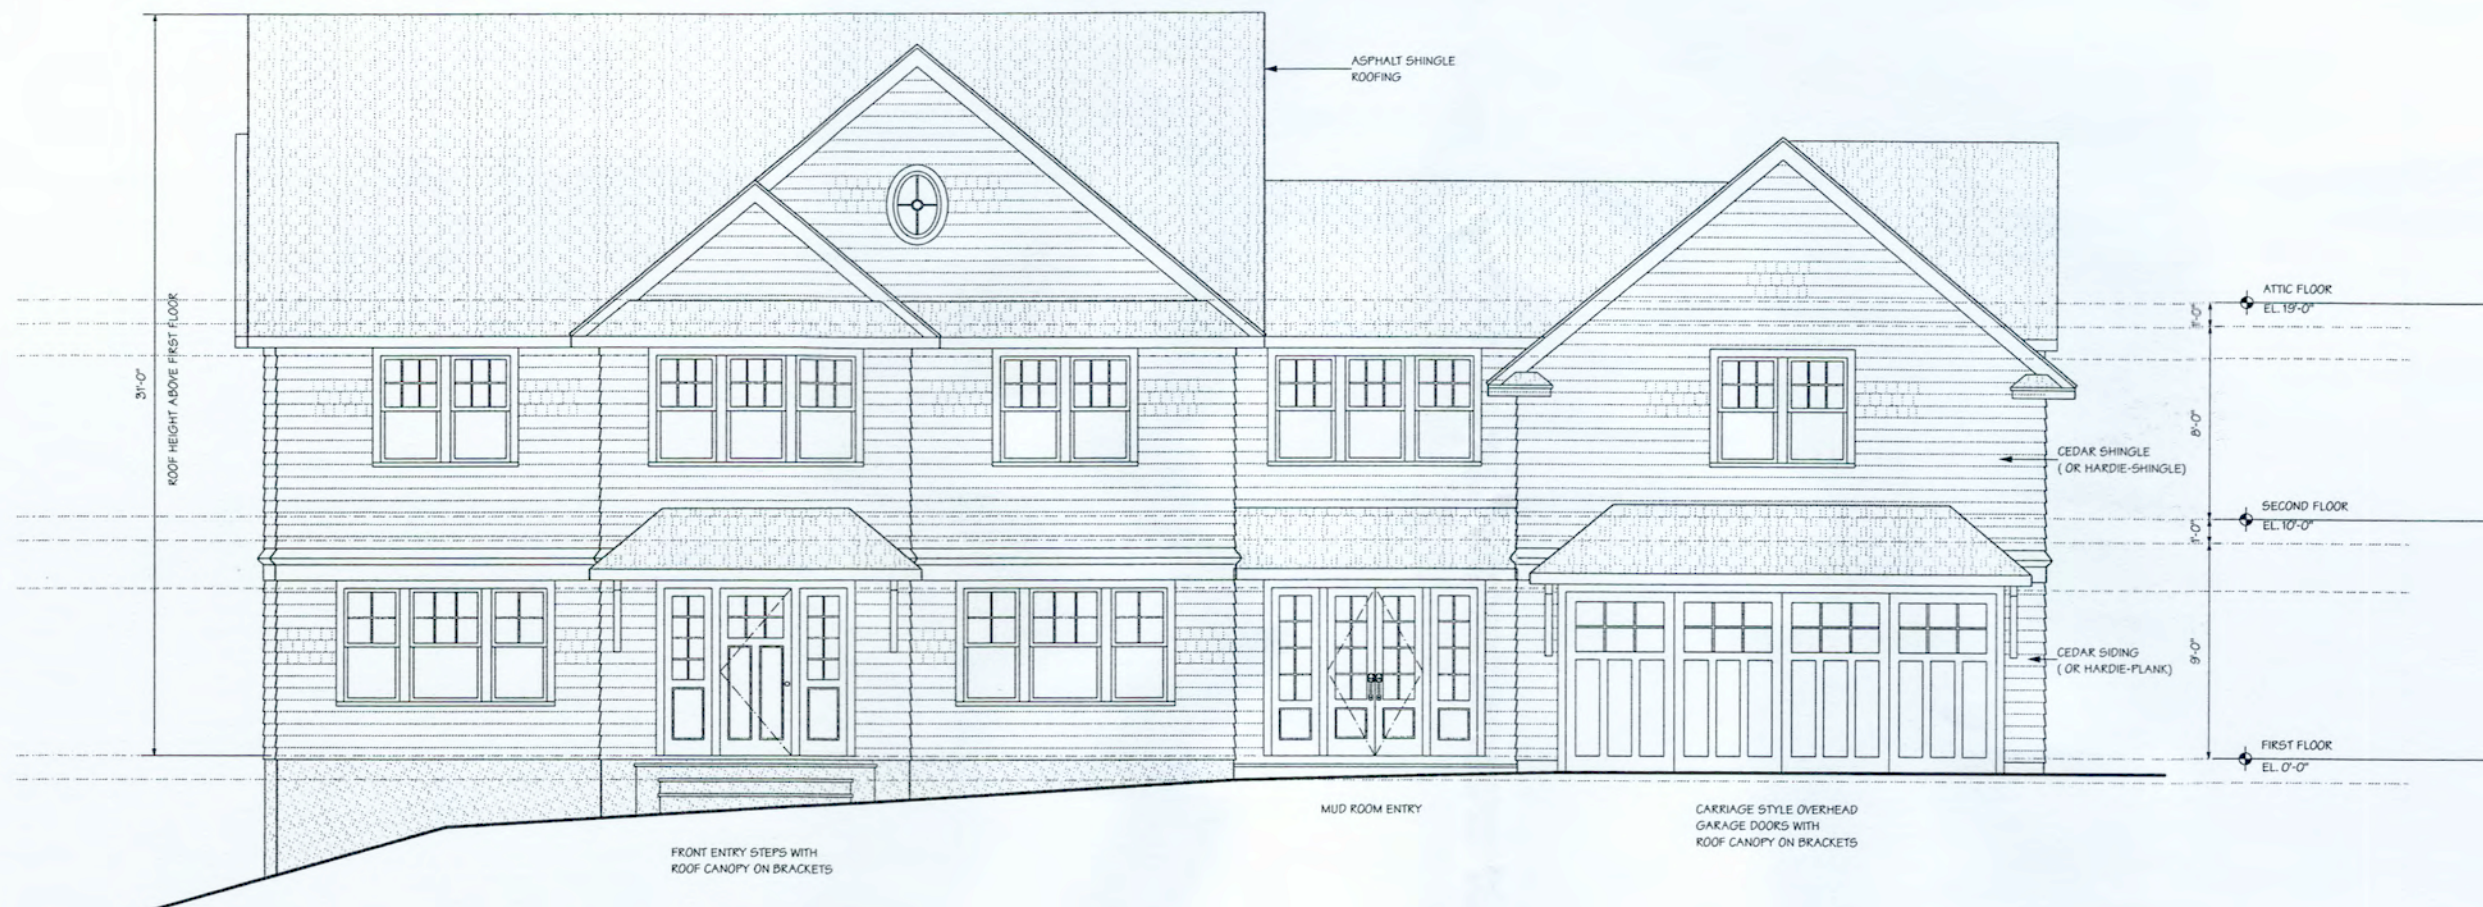 ASPHALT SHINGLE
ROOFING
31'-0"
ROOF HEIGHT ABOVE FIRST FLOOR
ATTIC FLOOR
EL. 19'-0"
1'-0"
8'-0"
CEDAR SHINGLE
( OR HARDIE-SHINGLE)
SECOND FLOOR
EL. 10'-0"
1'-0"
9'-0"
CEDAR SIDING
( OR HARDIE-PLANK)
FIRST FLOOR
EL. 0'-0"
MUD ROOM ENTRY
CARRIAGE STYLE OVERHEAD
GARAGE DOORS WITH
ROOF CANOPY ON BRACKETS
FRONT ENTRY STEPS WITH
ROOF CANOPY ON BRACKETS